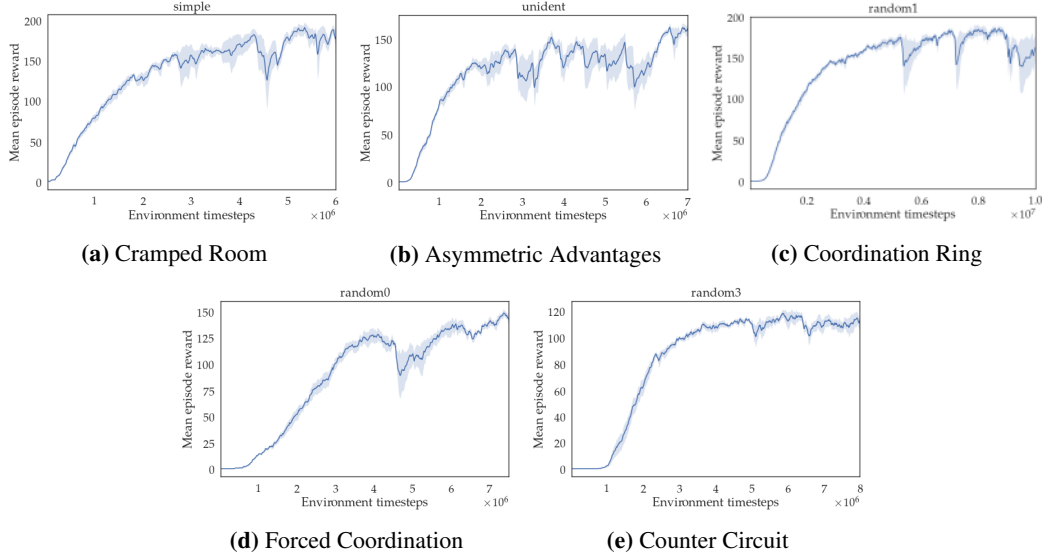 simple
Mean episode reward
200
150
100
50
0
1 2 3 4 5 6
Environment timesteps ×10⁶
(a) Cramped Room
unident
Mean episode reward
150
100
50
0
1 2 3 4 5 6 7
Environment timesteps ×10⁶
(b) Asymmetric Advantages
random1
Mean episode reward
200
150
100
50
0
0.2 0.4 0.6 0.8 1.0
Environment timesteps ×10⁷
(c) Coordination Ring
random0
Mean episode reward
150
125
100
75
50
25
0
1 2 3 4 5 6 7
Environment timesteps ×10⁶
(d) Forced Coordination
random3
Mean episode reward
120
100
80
60
40
20
0
1 2 3 4 5 6 7 8
Environment timesteps ×10⁶
(e) Counter Circuit